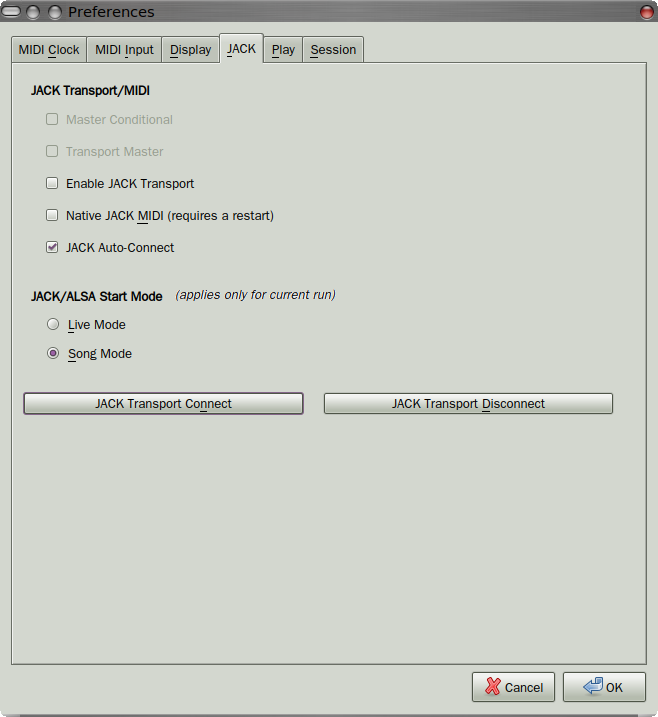 Preferences
MIDI Clock MIDI Input Display JACK Play Session
JACK Transport/MIDI
Master Conditional
Transport Master
Enable JACK Transport
Native JACK MIDI (requires a restart)
JACK Auto-Connect
JACK/ALSA Start Mode (applies only for current run)
Live Mode
Song Mode
JACK Transport Connect JACK Transport Disconnect
Cancel OK